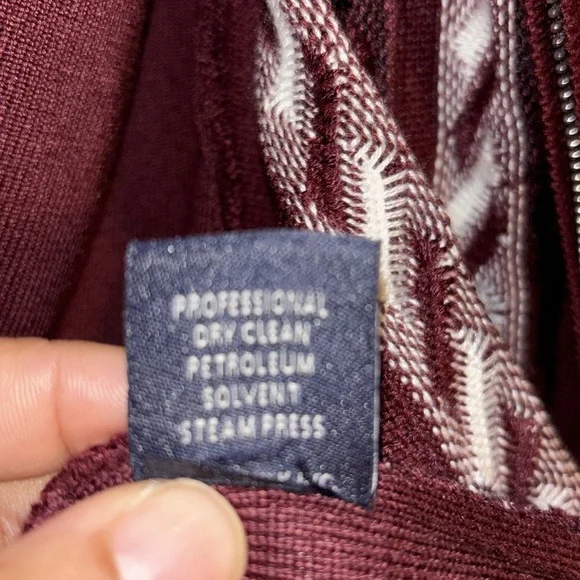 PROFESSIONAL
DRY CLEAN
PETROLEUM
SOLVENT
STEAM PRESS